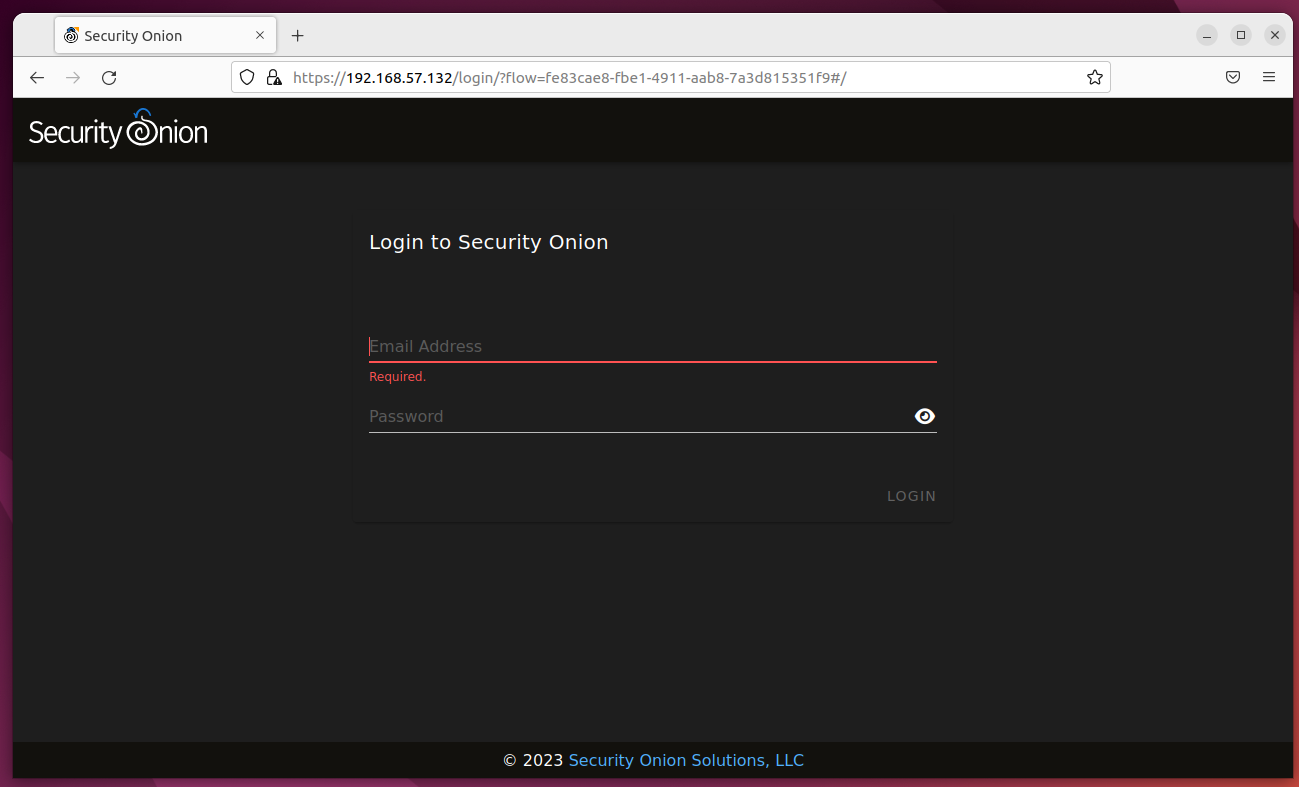 Security Onion
https://192.168.57.132/login/?flow=fe83cae8-fbe1-4911-aab8-7a3d815351f9#/
Security Onion
Login to Security Onion
Email Address
Required.
Password
LOGIN
© 2023 Security Onion Solutions, LLC